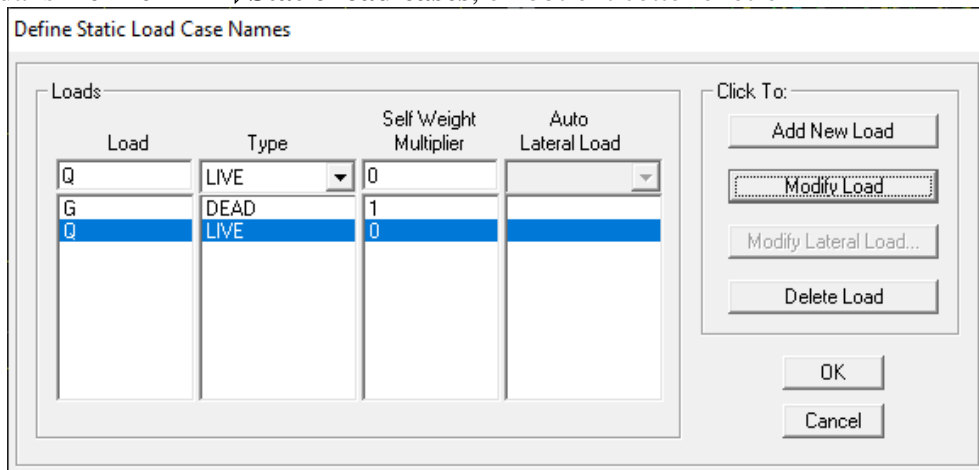 Define Static Load Case Names
Loads
Click To:
Load
Type
Self Weight
Multiplier
Auto
Lateral Load
Q
LIVE
0
G
DEAD
1
Q
LIVE
0
Add New Load
Modify Load
Modify Lateral Load...
Delete Load
OK
Cancel